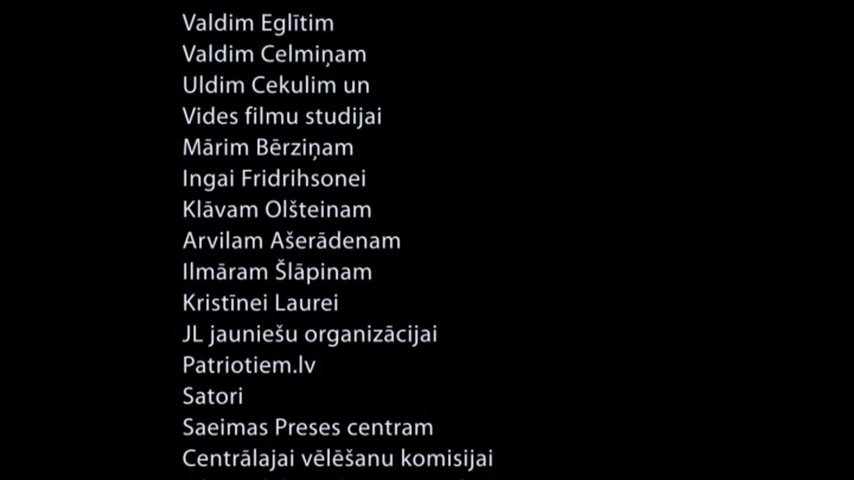 Valdim Eglītim
Valdim Celmiņam
Uldim Cekulim un
Vides filmu studijai
Mārim Bērziņam
Ingai Fridrihsonei
Klāvam Olšteinam
Arvilam Ašerādenam
Ilmāram Šlāpinam
Kristīnei Laurei
JL jauniešu organizācijai
Patriotiem.lv
Satori
Saeimas Preses centram
Centrālajai vēlēšanu komisijai